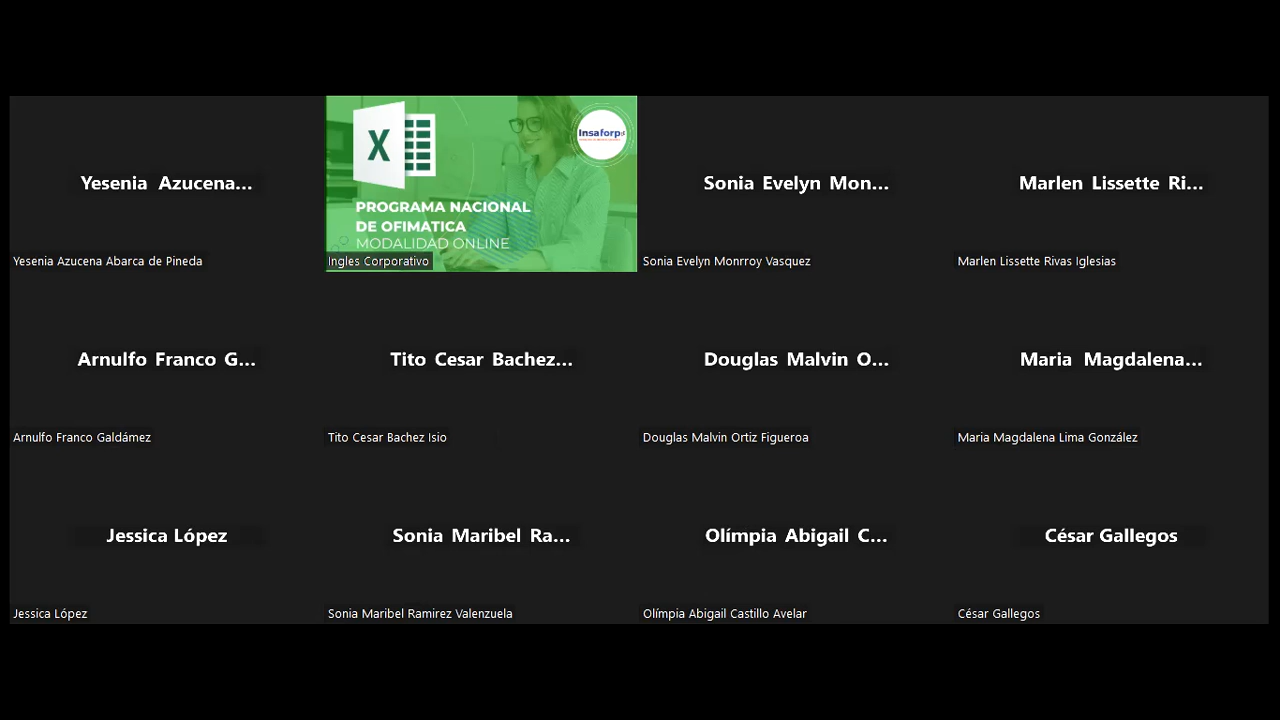 Yesenia Azucena...
Yesenia Azucena Abarca de Pineda
X
Insaforp
PROGRAMA NACIONAL
DE OFIMATICA
MODALIDAD ONLINE
Ingles Corporativo
Sonia Evelyn Mon...
Sonia Evelyn Monrroy Vasquez
Marlen Lissette Ri...
Marlen Lissette Rivas Iglesias
Arnulfo Franco G...
Arnulfo Franco Galdámez
Tito Cesar Bachez...
Tito Cesar Bachez Isio
Douglas Malvin O...
Douglas Malvin Ortiz Figueroa
Maria Magdalena...
Maria Magdalena Lima González
Jessica López
Jessica López
Sonia Maribel Ra...
Sonia Maribel Ramirez Valenzuela
Olímpia Abigail C...
Olímpia Abigail Castillo Avelar
César Gallegos
César Gallegos